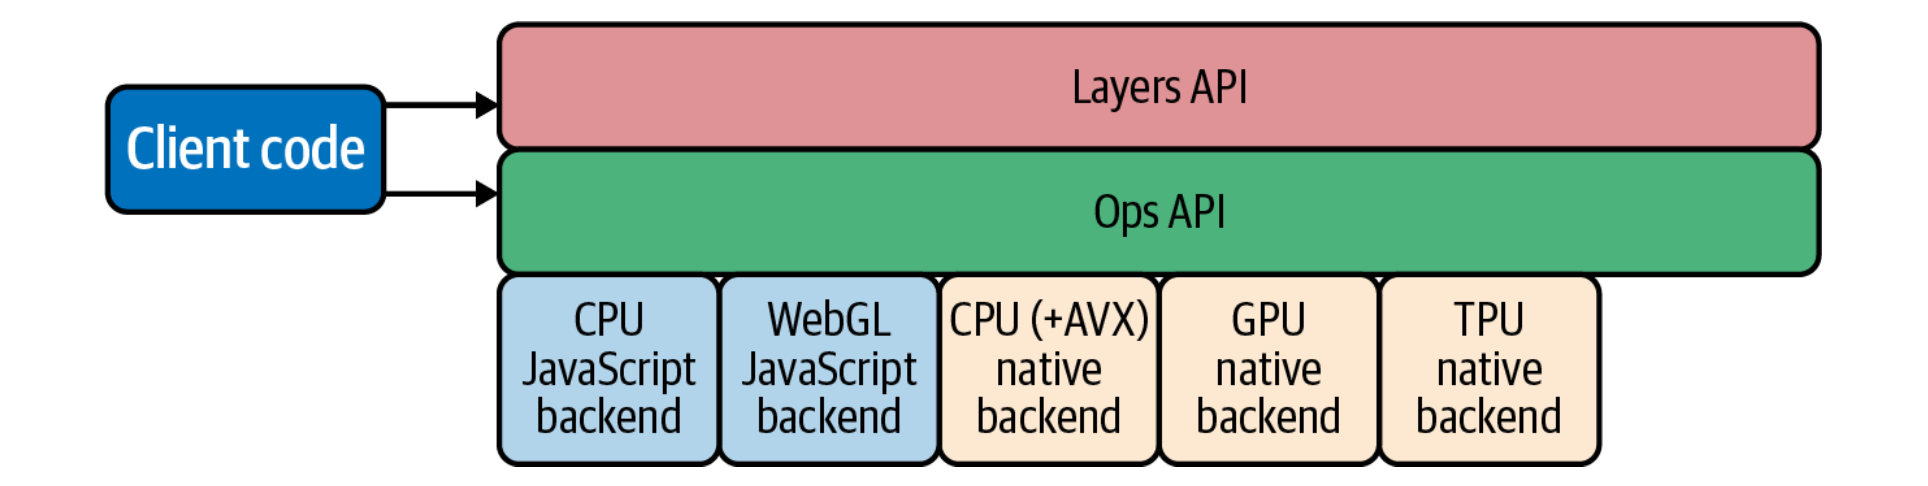 Client code
Layers API
Ops API
CPU
JavaScript
backend
WebGL
JavaScript
backend
CPU (+AVX)
native
backend
GPU
native
backend
TPU
native
backend